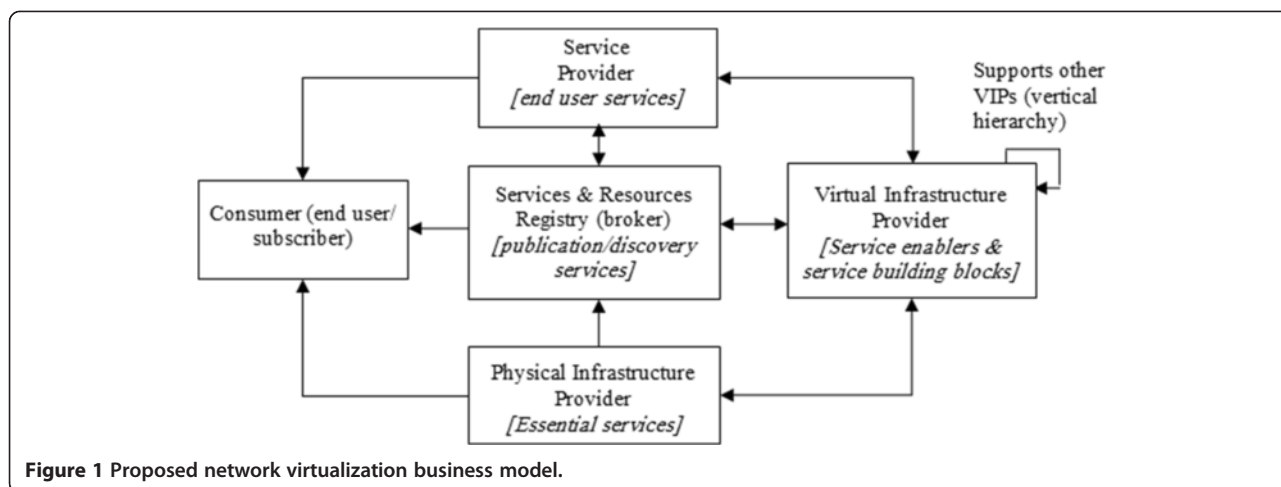 Service
Provider
[end user services]
Supports other
VIPs (vertical
hierarchy)
Consumer (end user/
subscriber)
Services & Resources
Registry (broker)
[publication/discovery
services]
Virtual Infrastructure
Provider
[Service enablers &
service building blocks]
Physical Infrastructure
Provider
[Essential services]
Figure 1 Proposed network virtualization business model.